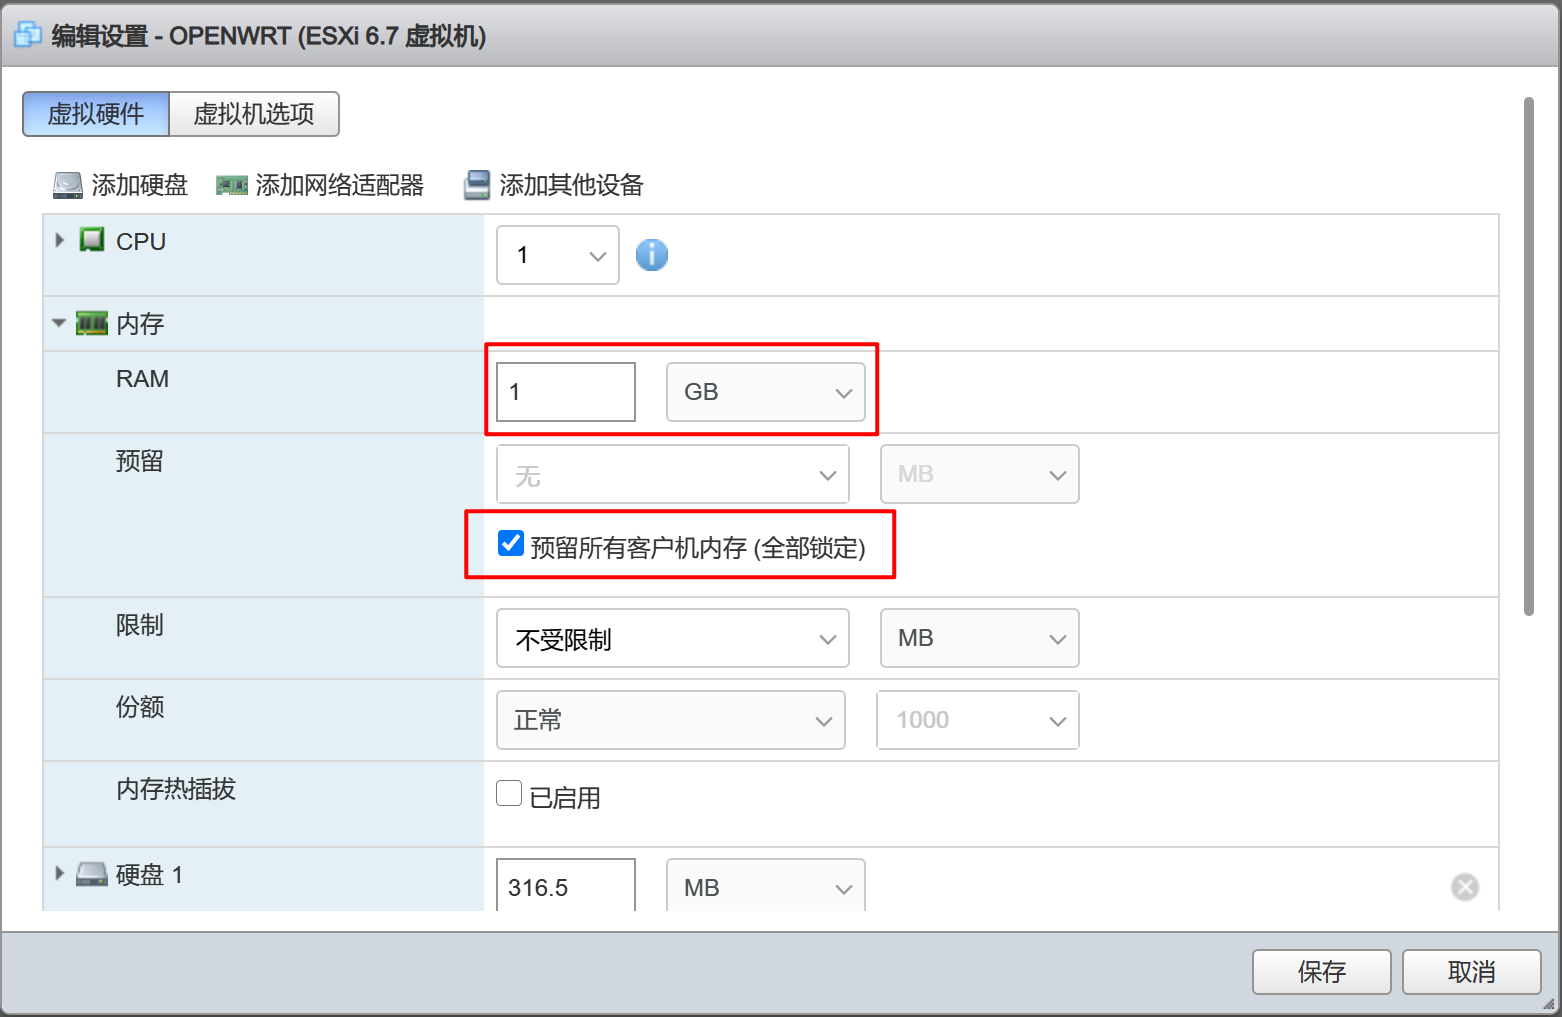 编辑设置 - OPENWRT (ESXi 6.7 虚拟机)
虚拟硬件 虚拟机选项
添加硬盘 添加网络适配器 添加其他设备
CPU 1
内存
RAM 1 GB
预留 无 MB
预留所有客户机内存 (全部锁定)
限制 不受限制 MB
份额 正常 1000
内存热插拔 已启用
硬盘 1 316.5 MB
保存 取消